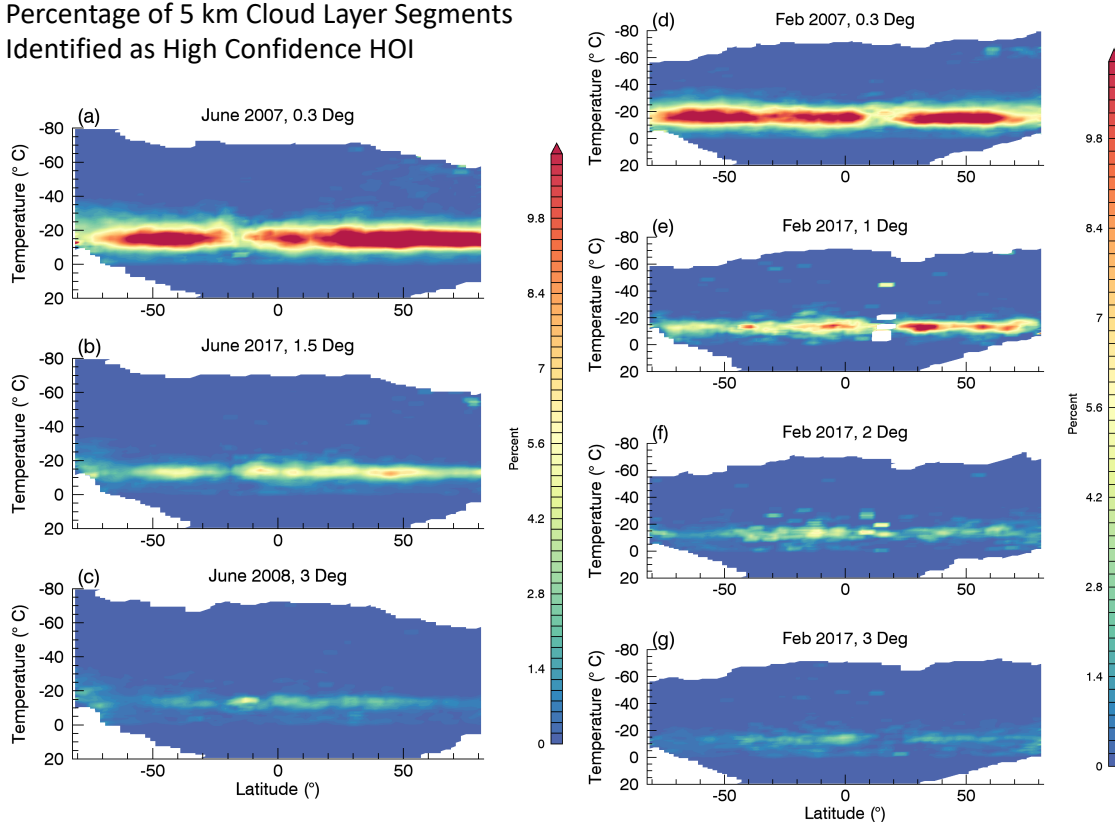 Percentage of 5 km Cloud Layer Segments
Identified as High Confidence HOI
(a) June 2007, 0.3 Deg
-80
-60
-40
-20
0
20
Temperature (° C)
-50 0 50
(b) June 2017, 1.5 Deg
-80
-60
-40
-20
0
20
Temperature (° C)
-50 0 50
(c) June 2008, 3 Deg
-80
-60
-40
-20
0
20
Temperature (° C)
-50 0 50
Latitude (°)
9.8
8.4
7
5.6
4.2
2.8
1.4
0
Percent
(d) Feb 2007, 0.3 Deg
-80
-60
-40
-20
0
20
Temperature (° C)
-50 0 50
(e) Feb 2017, 1 Deg
-80
-60
-40
-20
0
20
Temperature (° C)
-50 0 50
(f) Feb 2017, 2 Deg
-80
-60
-40
-20
0
20
Temperature (° C)
-50 0 50
(g) Feb 2017, 3 Deg
-80
-60
-40
-20
0
20
Temperature (° C)
-50 0 50
Latitude (°)
9.8
8.4
7
5.6
4.2
2.8
1.4
0
Percent